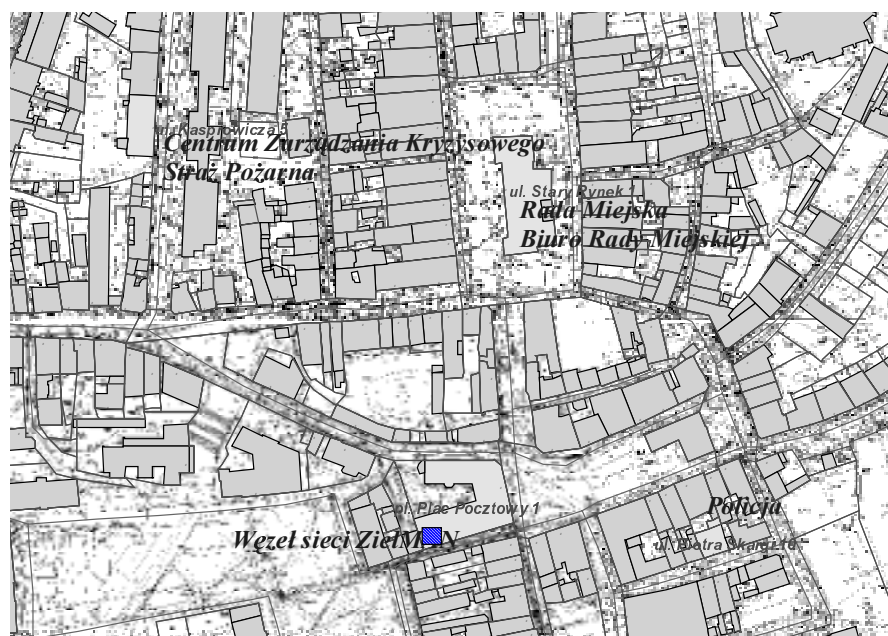 ul. Kasprowicza 5
Centrum Zarządzania Kryzysowego
Straż Pożarna
ul. Stary Rynek 1
Rada Miejska
Biuro Rady Miejskiej
pl. Plac Pocztowy 1
Policja
Węzeł sieci ZielMAN
ul. Piotra Skargi